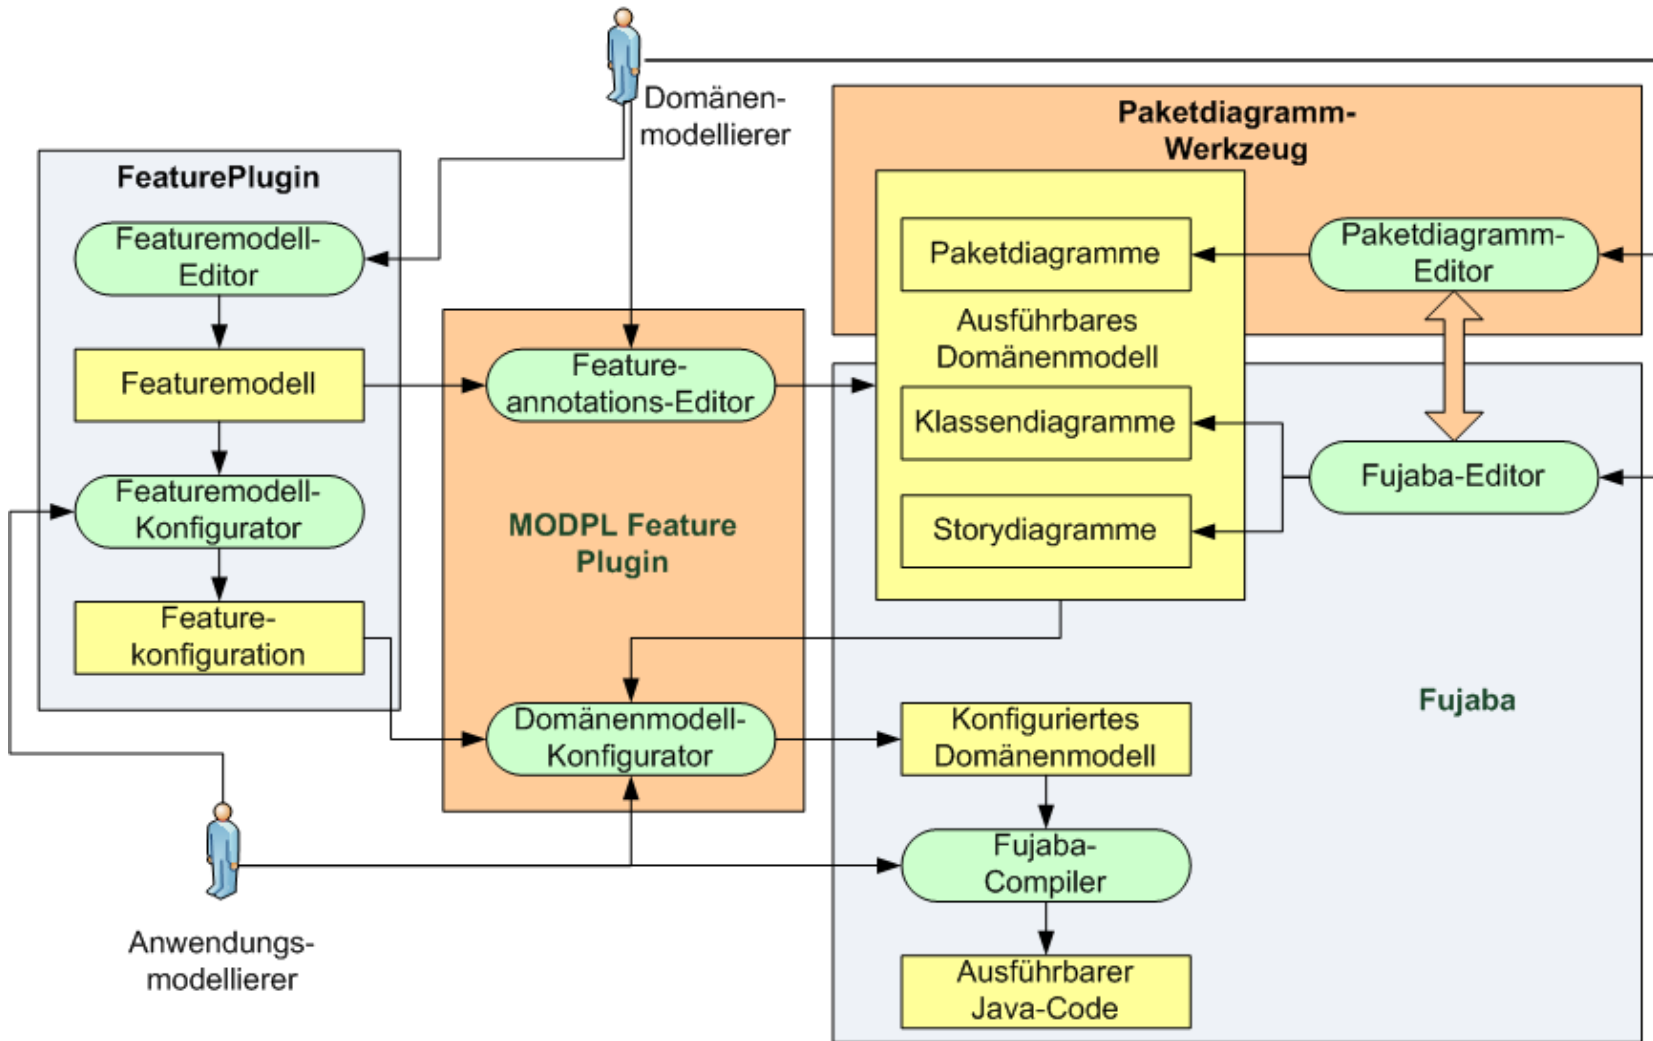 Domänen-
modellierer
FeaturePlugin
Featuremodell-
Editor
Featuremodell
Featuremodell-
Konfigurator
Feature-
konfiguration
Feature-
annotations-Editor
MODPL Feature
Plugin
Domänenmodell-
Konfigurator
Paketdiagramm-
Werkzeug
Paketdiagramme
Ausführbares
Domänenmodell
Klassendiagramme
Storydiagramme
Paketdiagramm-
Editor
Fujaba-Editor
Fujaba
Konfiguriertes
Domänenmodell
Fujaba-
Compiler
Ausführbarer
Java-Code
Anwendungs-
modellierer